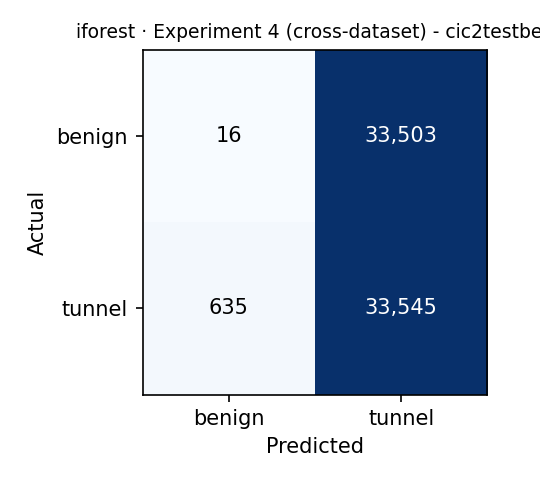 iforest · Experiment 4 (cross-dataset) - cic2testbe
benign
16
33,503
Actual
tunnel
635
33,545
benign
tunnel
Predicted